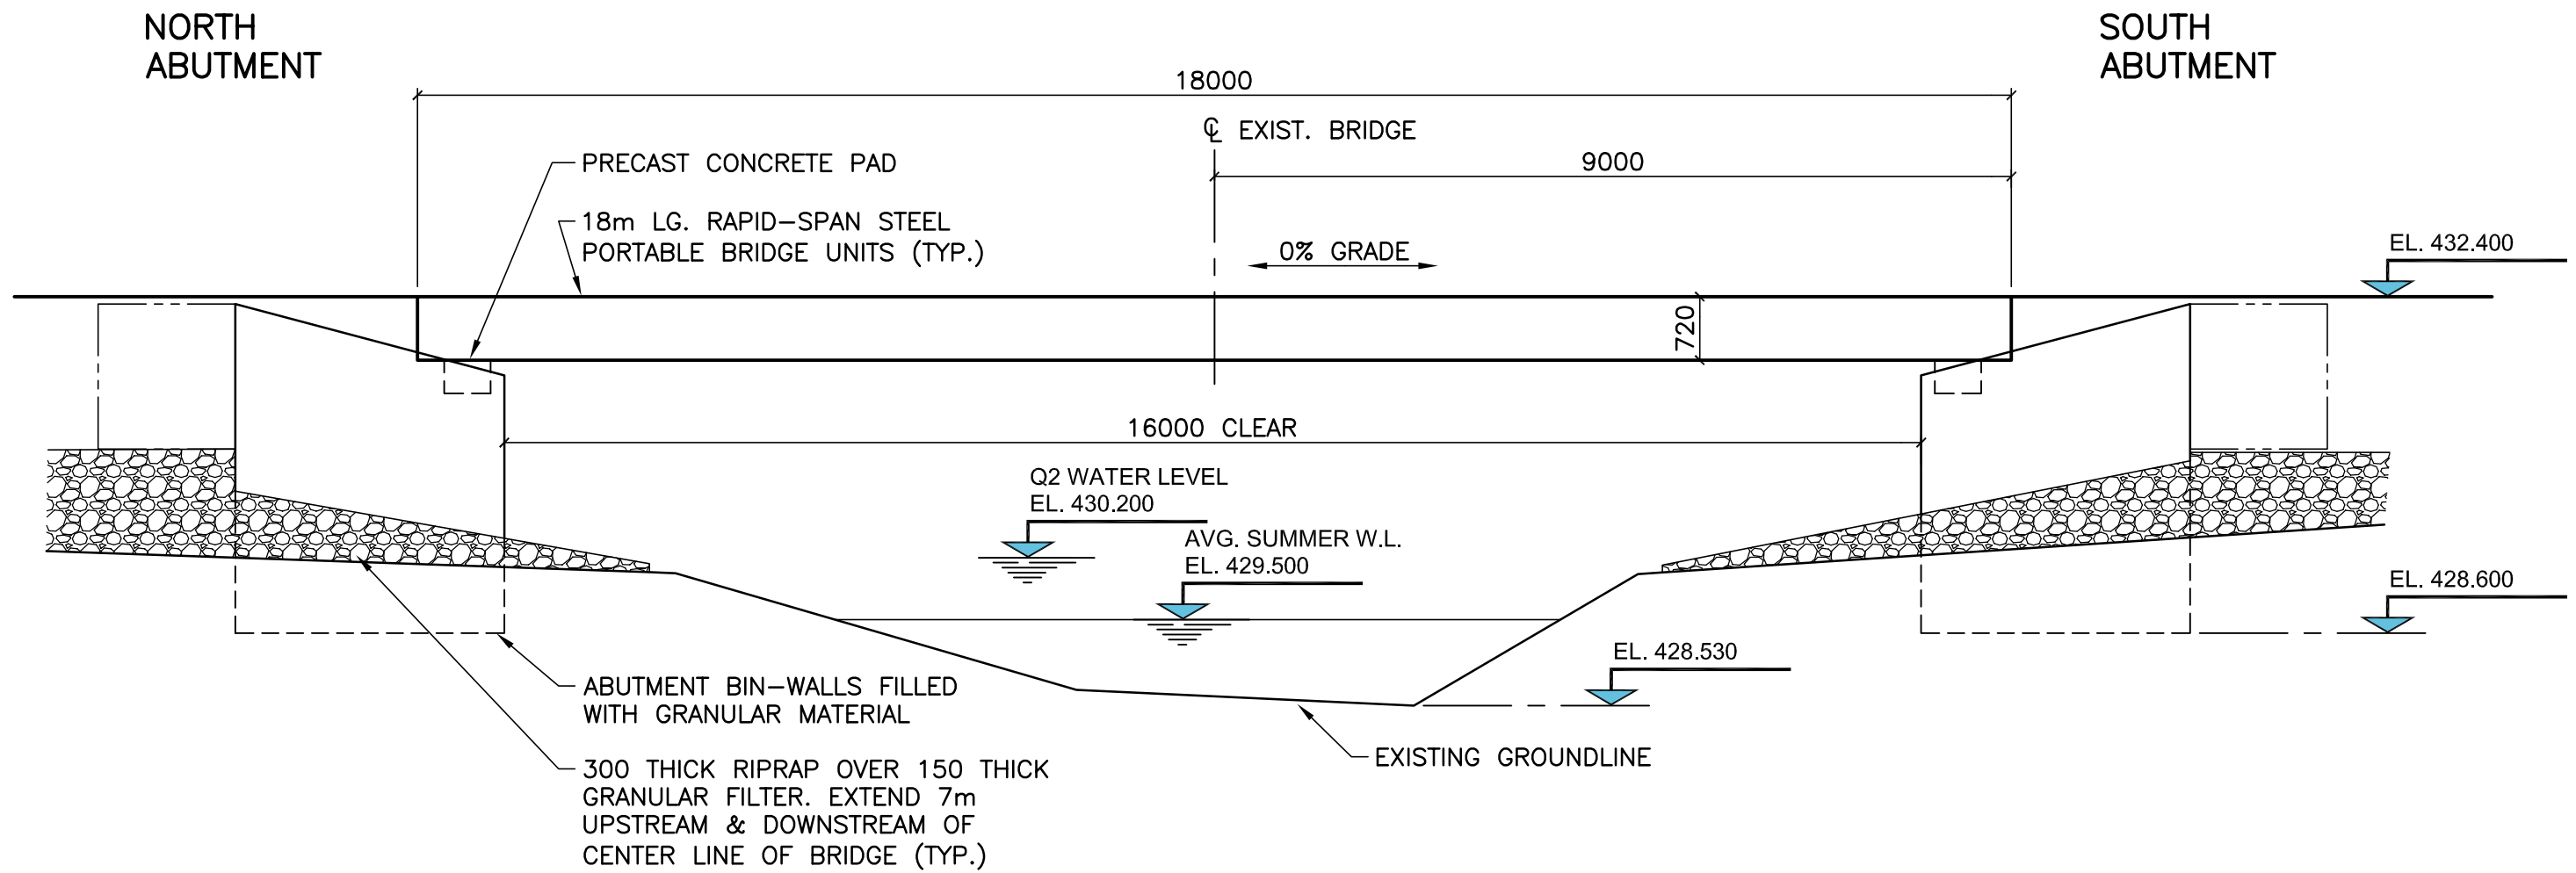 NORTH
ABUTMENT
SOUTH
ABUTMENT
18000
℄ EXIST. BRIDGE
9000
PRECAST CONCRETE PAD
18m LG. RAPID-SPAN STEEL
PORTABLE BRIDGE UNITS (TYP.)
0% GRADE
EL. 432.400
720
16000 CLEAR
Q2 WATER LEVEL
EL. 430.200
AVG. SUMMER W.L.
EL. 429.500
EL. 428.600
EL. 428.530
ABUTMENT BIN-WALLS FILLED
WITH GRANULAR MATERIAL
EXISTING GROUNDLINE
300 THICK RIPRAP OVER 150 THICK
GRANULAR FILTER. EXTEND 7m
UPSTREAM & DOWNSTREAM OF
CENTER LINE OF BRIDGE (TYP.)